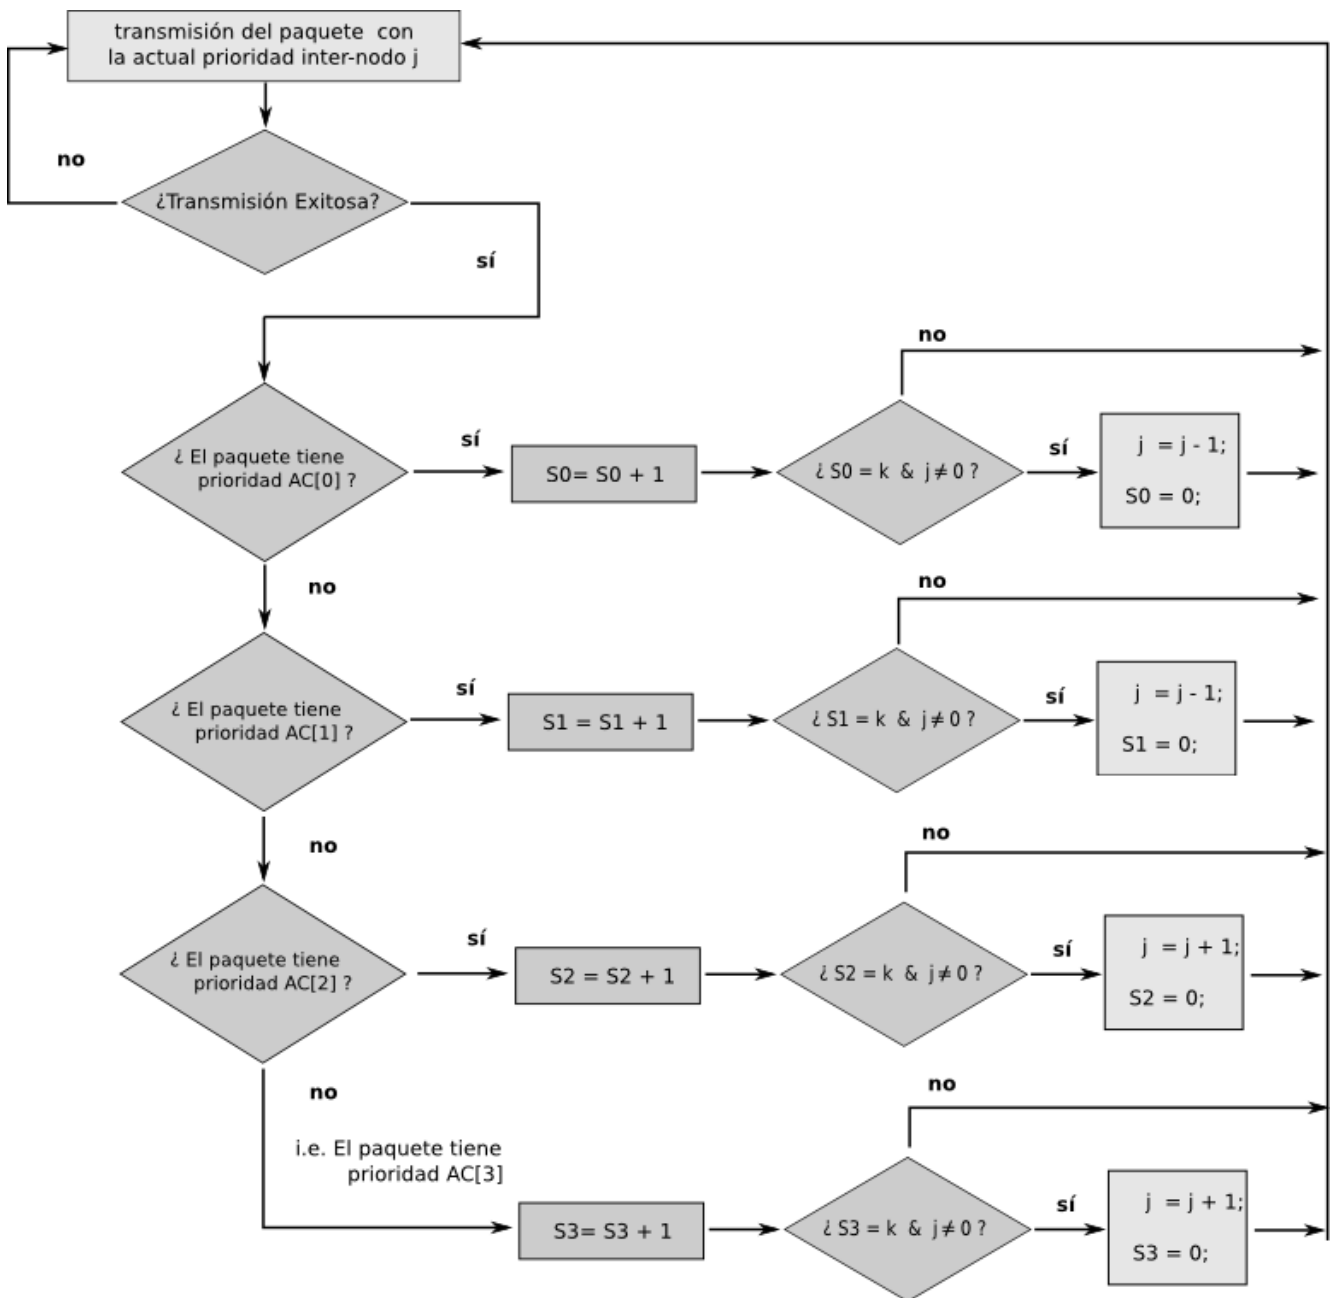 transmisión del paquete con
la actual prioridad inter-nodo j
no
¿Transmisión Exitosa?
sí
no
¿ El paquete tiene
prioridad AC[0] ?
sí
S0= S0 + 1
¿ S0 = k & j≠ 0 ?
sí
j = j - 1;
S0 = 0;
no
no
¿ El paquete tiene
prioridad AC[1] ?
sí
S1 = S1 + 1
¿ S1 = k & j≠ 0 ?
sí
j = j - 1;
S1 = 0;
no
no
¿ El paquete tiene
prioridad AC[2] ?
sí
S2 = S2 + 1
¿ S2 = k & j≠ 0 ?
sí
j = j + 1;
S2 = 0;
no
i.e. El paquete tiene
prioridad AC[3]
no
S3= S3 + 1
¿ S3 = k & j≠ 0 ?
sí
j = j + 1;
S3 = 0;